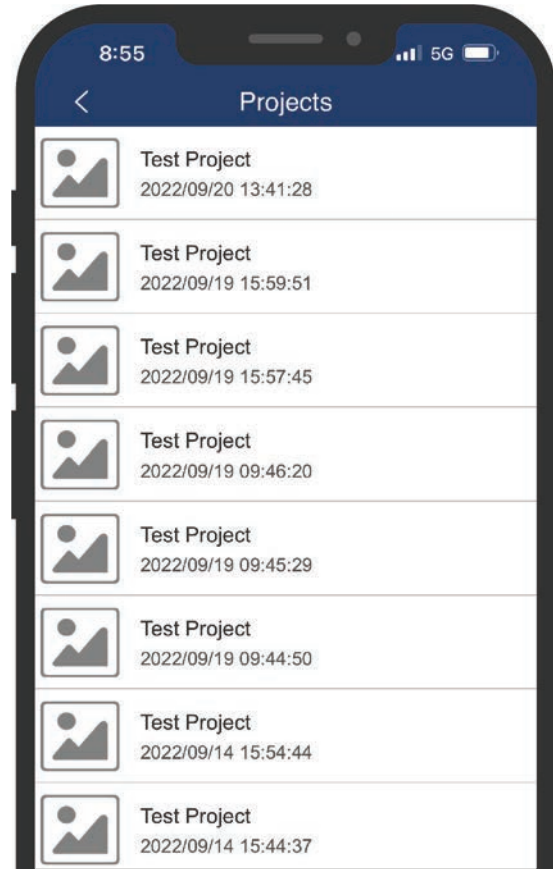 8:55
5G
Projects
Test Project
2022/09/20 13:41:28
Test Project
2022/09/19 15:59:51
Test Project
2022/09/19 15:57:45
Test Project
2022/09/19 09:46:20
Test Project
2022/09/19 09:45:29
Test Project
2022/09/19 09:44:50
Test Project
2022/09/14 15:54:44
Test Project
2022/09/14 15:44:37